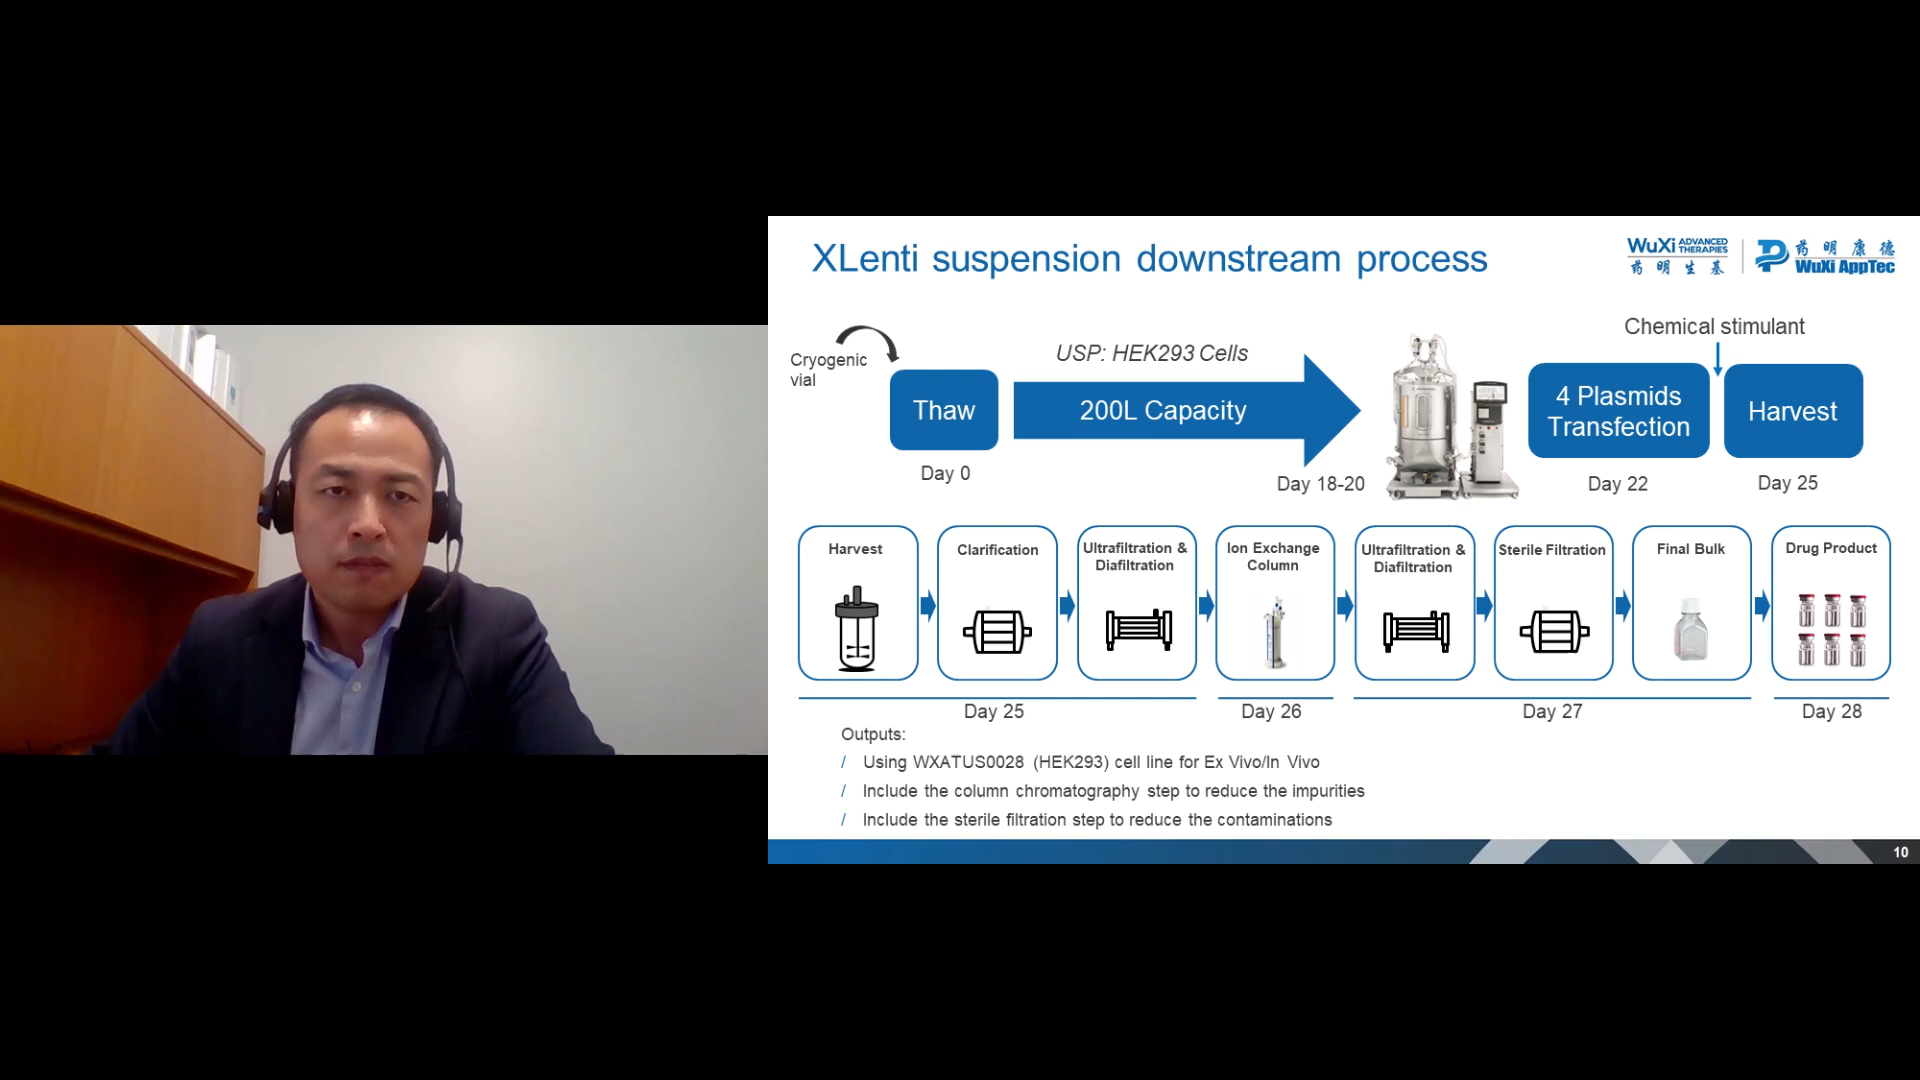 XLenti suspension downstream process
WuXi ADVANCED THERAPIES
药明生基
药明康德
WuXi AppTec
Chemical stimulant
Cryogenic
vial
USP: HEK293 Cells
Thaw
200L Capacity
4 Plasmids
Transfection
Harvest
Day 0
Day 18-20
Day 22
Day 25
Harvest
Clarification
Ultrafiltration &
Diafiltration
Ion Exchange
Column
Ultrafiltration &
Diafiltration
Sterile Filtration
Final Bulk
Drug Product
Day 25
Day 26
Day 27
Day 28
Outputs:
/ Using WXATUS0028 (HEK293) cell line for Ex Vivo/In Vivo
/ Include the column chromatography step to reduce the impurities
/ Include the sterile filtration step to reduce the contaminations
10